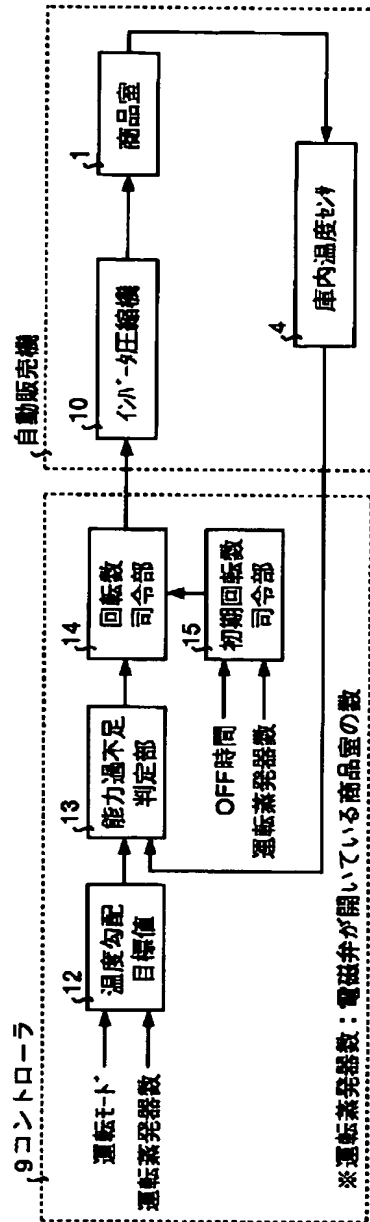 9コントローラ
運転モード
運転蒸発器数
12
温度勾配
目標値
13
能力過不足
判定部
14
回転数
司令部
OFF時間
運転蒸発器数
15
初期回転数
司令部
※運転蒸発器数：電磁弁が開いている商品室の数
自動販売機
10
インバータ圧縮機
1
商品室
4
庫内温度センサ